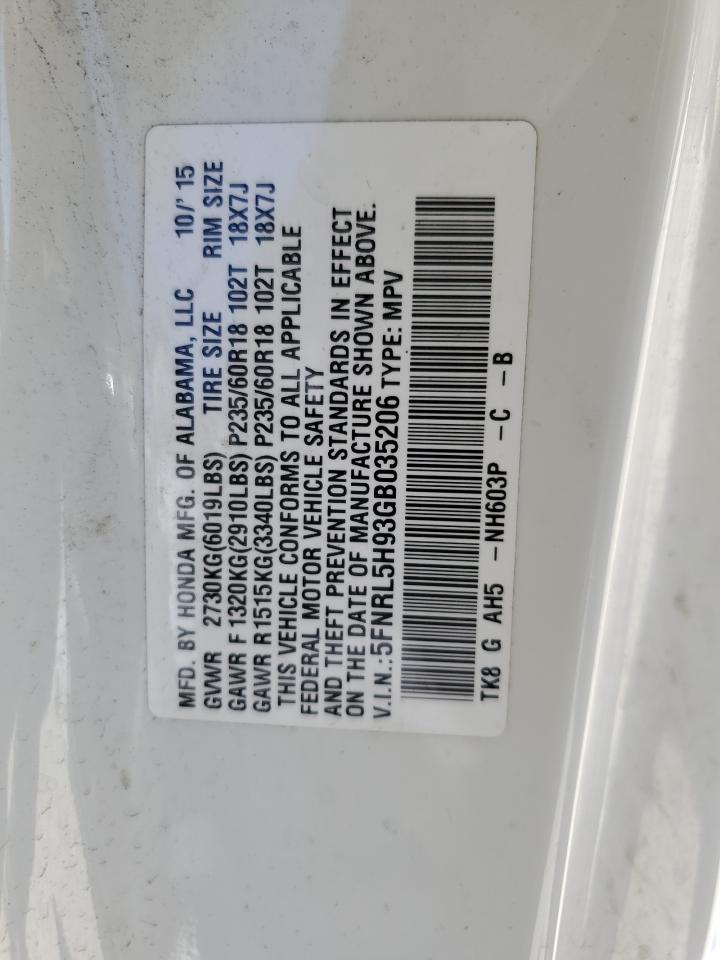 MFD. BY HONDA MFG. OF ALABAMA, LLC 10/' 15
GVWR 2730KG(6019LBS) TIRE SIZE RIM SIZE
GAWR F 1320KG(2910LBS) P235/60R18 102T 18X7J
GAWR R 1515KG(3340LBS) P235/60R18 102T 18X7J
THIS VEHICLE CONFORMS TO ALL APPLICABLE
FEDERAL MOTOR VEHICLE SAFETY
AND THEFT PREVENTION STANDARDS IN EFFECT
ON THE DATE OF MANUFACTURE SHOWN ABOVE.
V.I.N.:5FNRL5H93GB035206 TYPE: MPV
TK8 G AH5 -NH603P -C -B